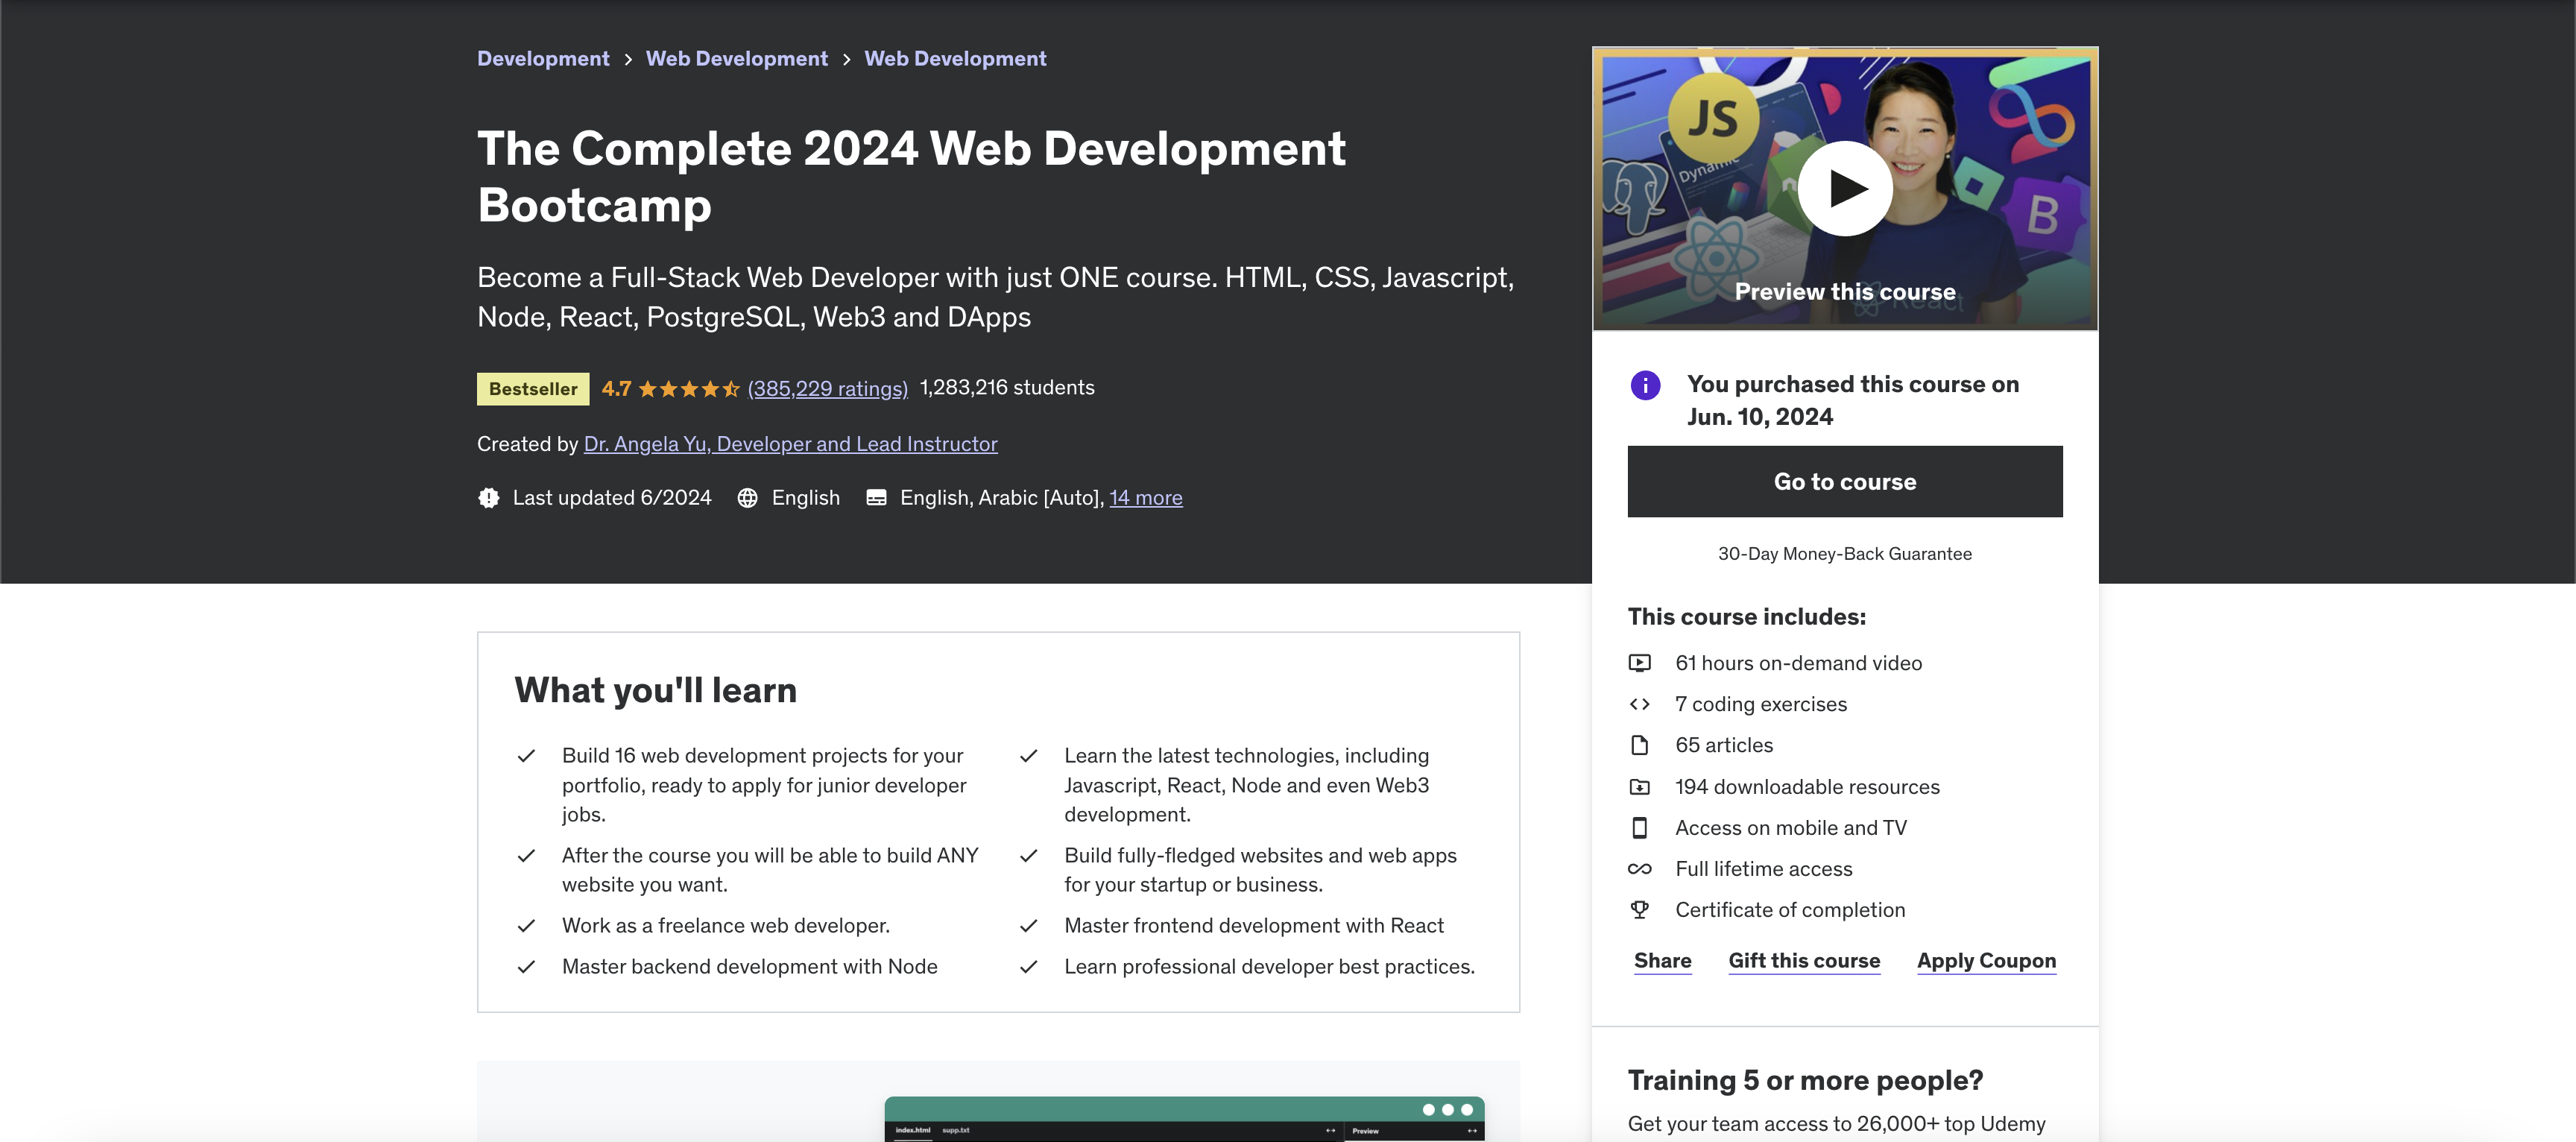 Development > Web Development > Web Development
The Complete 2024 Web Development
Bootcamp
Become a Full-Stack Web Developer with just ONE course. HTML, CSS, Javascript,
Node, React, PostgreSQL, Web3 and DApps
Bestseller 4.7 (385,229 ratings) 1,283,216 students
Created by Dr. Angela Yu, Developer and Lead Instructor
Last updated 6/2024 English English, Arabic [Auto], 14 more
JS
Dynamic
B
React
Preview this course
You purchased this course on
Jun. 10, 2024
Go to course
30-Day Money-Back Guarantee
This course includes:
61 hours on-demand video
7 coding exercises
65 articles
194 downloadable resources
Access on mobile and TV
Full lifetime access
Certificate of completion
Share Gift this course Apply Coupon
Training 5 or more people?
Get your team access to 26,000+ top Udemy
What you'll learn
Build 16 web development projects for your
portfolio, ready to apply for junior developer
jobs.
Learn the latest technologies, including
Javascript, React, Node and even Web3
development.
After the course you will be able to build ANY
website you want.
Build fully-fledged websites and web apps
for your startup or business.
Work as a freelance web developer.
Master frontend development with React
Master backend development with Node
Learn professional developer best practices.
index.html supp.txt Preview